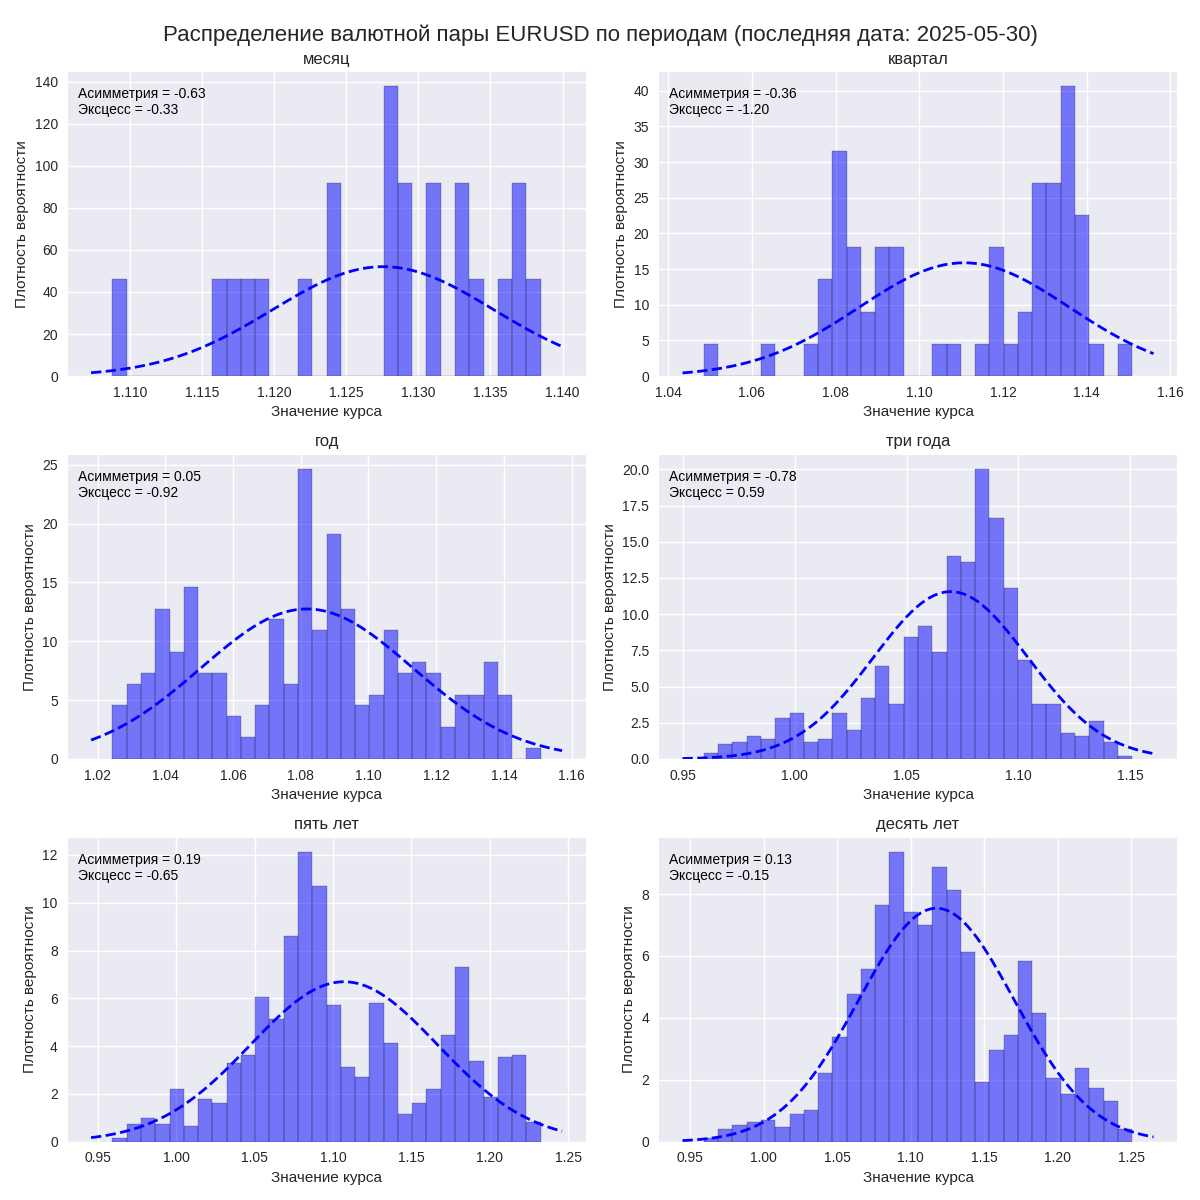 Распределение валютной пары EURUSD по периодам (последняя дата: 2025-05-30)
месяц
Асимметрия = -0.63
Эксцесс = -0.33
Плотность вероятности
140
120
100
80
60
40
20
0
1.110 1.115 1.120 1.125 1.130 1.135 1.140
Значение курса
квартал
Асимметрия = -0.36
Эксцесс = -1.20
Плотность вероятности
40
35
30
25
20
15
10
5
0
1.04 1.06 1.08 1.10 1.12 1.14 1.16
Значение курса
год
Асимметрия = 0.05
Эксцесс = -0.92
Плотность вероятности
25
20
15
10
5
0
1.02 1.04 1.06 1.08 1.10 1.12 1.14 1.16
Значение курса
три года
Асимметрия = -0.78
Эксцесс = 0.59
Плотность вероятности
20.0
17.5
15.0
12.5
10.0
7.5
5.0
2.5
0.0
0.95 1.00 1.05 1.10 1.15
Значение курса
пять лет
Асимметрия = 0.19
Эксцесс = -0.65
Плотность вероятности
12
10
8
6
4
2
0
0.95 1.00 1.05 1.10 1.15 1.20 1.25
Значение курса
десять лет
Асимметрия = 0.13
Эксцесс = -0.15
Плотность вероятности
8
6
4
2
0
0.95 1.00 1.05 1.10 1.15 1.20 1.25
Значение курса